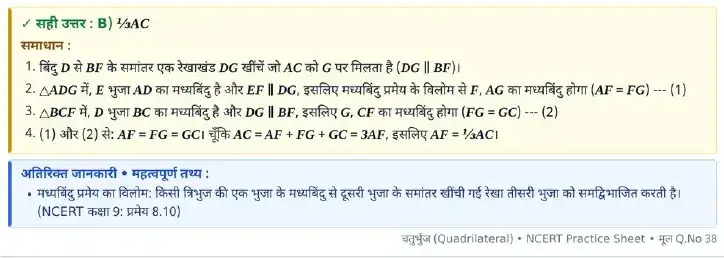 ✓ सही उत्तर : B) ⅓AC
समाधान :
1. बिंदु D से BF के समांतर एक रेखाखंड DG खींचें जो AC को G पर मिलता है (DG ∥ BF)।
2. △ADG में, E भुजा AD का मध्यबिंदु है और EF ∥ DG, इसलिए मध्यबिंदु प्रमेय के विलोम से F, AG का मध्यबिंदु होगा (AF = FG) --- (1)
3. △BCF में, D भुजा BC का मध्यबिंदु है और DG ∥ BF, इसलिए G, CF का मध्यबिंदु होगा (FG = GC) --- (2)
4. (1) और (2) से: AF = FG = GC। चूँकि AC = AF + FG + GC = 3AF, इसलिए AF = ⅓AC।
अतिरिक्त जानकारी • महत्वपूर्ण तथ्य :
• मध्यबिंदु प्रमेय का विलोम: किसी त्रिभुज की एक भुजा के मध्यबिंदु से दूसरी भुजा के समांतर खींची गई रेखा तीसरी भुजा को समद्विभाजित करती है।
(NCERT कक्षा 9: प्रमेय 8.10)
चतुर्भुज (Quadrilateral) • NCERT Practice Sheet • मूल Q.No 38